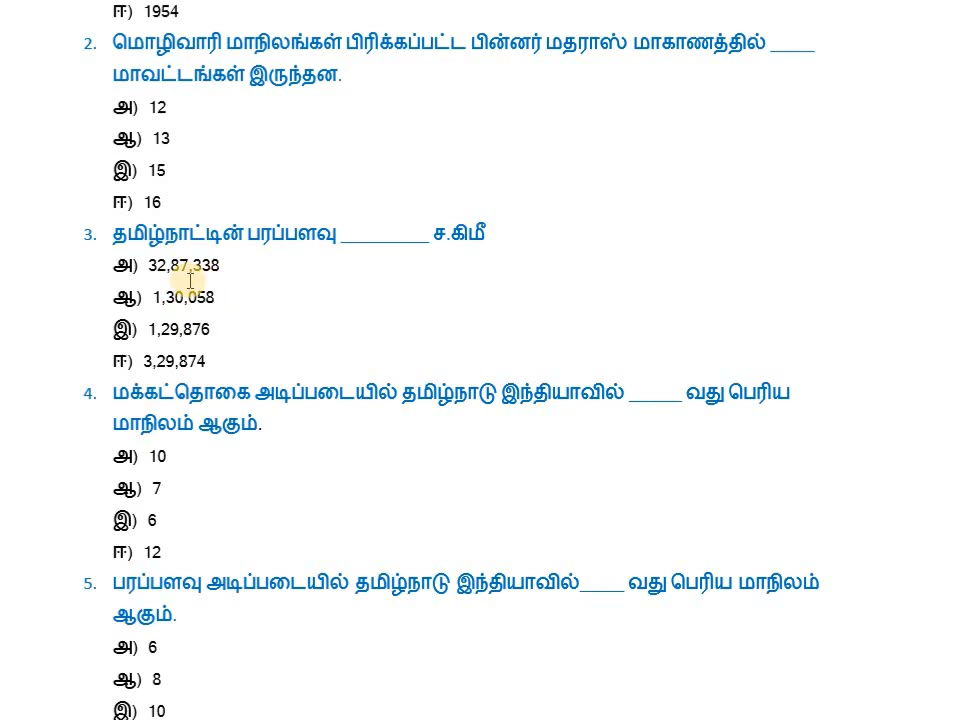 ஈ) 1954
2. மொழிவாரி மாநிலங்கள் பிரிக்கப்பட்ட பின்னர் மதராஸ் மாகாணத்தில் ____
மாவட்டங்கள் இருந்தன.
அ) 12
ஆ) 13
இ) 15
ஈ) 16
3. தமிழ்நாட்டின் பரப்பளவு ________ ச.கிமீ
அ) 32,87,338
ஆ) 1,30,058
இ) 1,29,876
ஈ) 3,29,874
4. மக்கட்தொகை அடிப்படையில் தமிழ்நாடு இந்தியாவில் _____ வது பெரிய
மாநிலம் ஆகும்.
அ) 10
ஆ) 7
இ) 6
ஈ) 12
5. பரப்பளவு அடிப்படையில் தமிழ்நாடு இந்தியாவில்____ வது பெரிய மாநிலம்
ஆகும்.
அ) 6
ஆ) 8
இ) 10